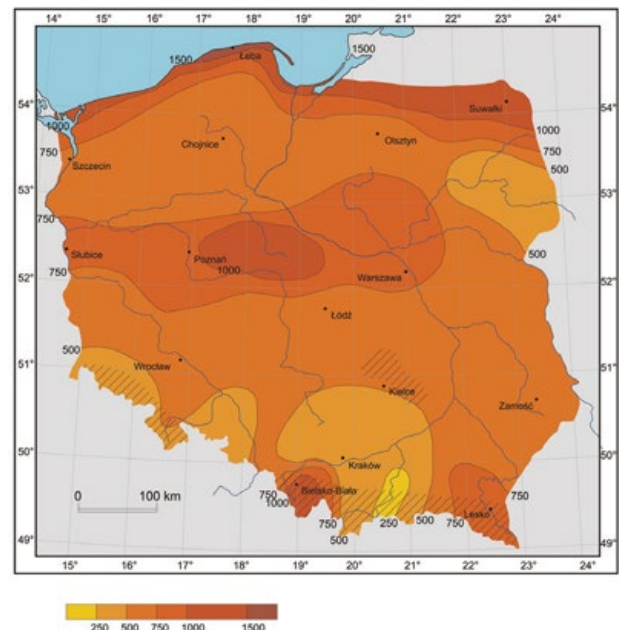 14° 15° 16° 17° 18° 19° 20° 21° 22° 23° 24°
1500
1500
Łeba
54°
Suwałki
54°
1000
1000
Chojnice
Olsztyn
750
750
Szczecin
500
53°
53°
750
Słubice
Poznań
500
1000
750
Warszawa
52°
52°
Łódź
500
51°
Wrocław
51°
Kielce
Zamość
50°
50°
Kraków
0 100 km
750
Bielsko-Biała
750
1000
Lesko
750
250
500
750
500
49°
49°
15° 16° 17° 18° 19° 20° 21° 22° 23° 24°
250 500 750 1000 1500